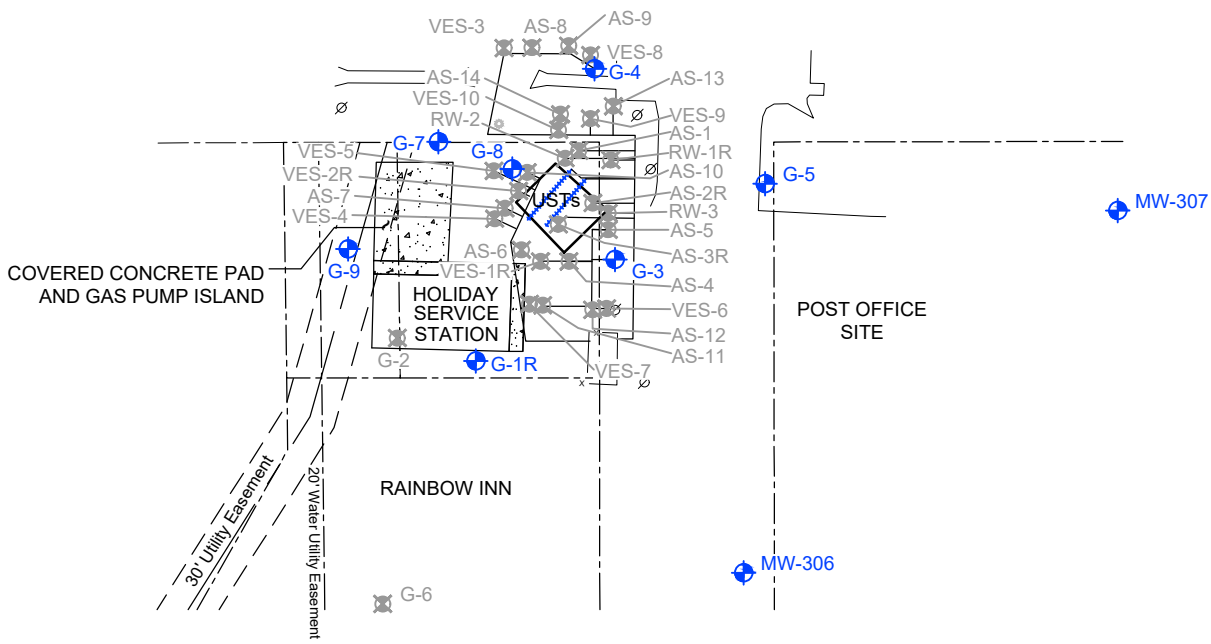 AS-9
VES-3
AS-8
VES-8
G-4
AS-14
AS-13
VES-10
VES-9
RW-2
AS-1
G-7
VES-5
G-8
RW-1R
VES-2R
AS-10
G-5
AS-7
USTs
AS-2R
MW-307
VES-4
RW-3
AS-5
AS-6
AS-3R
COVERED CONCRETE PAD
AND GAS PUMP ISLAND
G-9
VES-1R
G-3
AS-4
HOLIDAY
SERVICE
STATION
VES-6
POST OFFICE
SITE
AS-12
G-2
G-1R
AS-11
VES-7
x
x
RAINBOW INN
30' Utility Easement
20' Water Utility Easement
MW-306
G-6